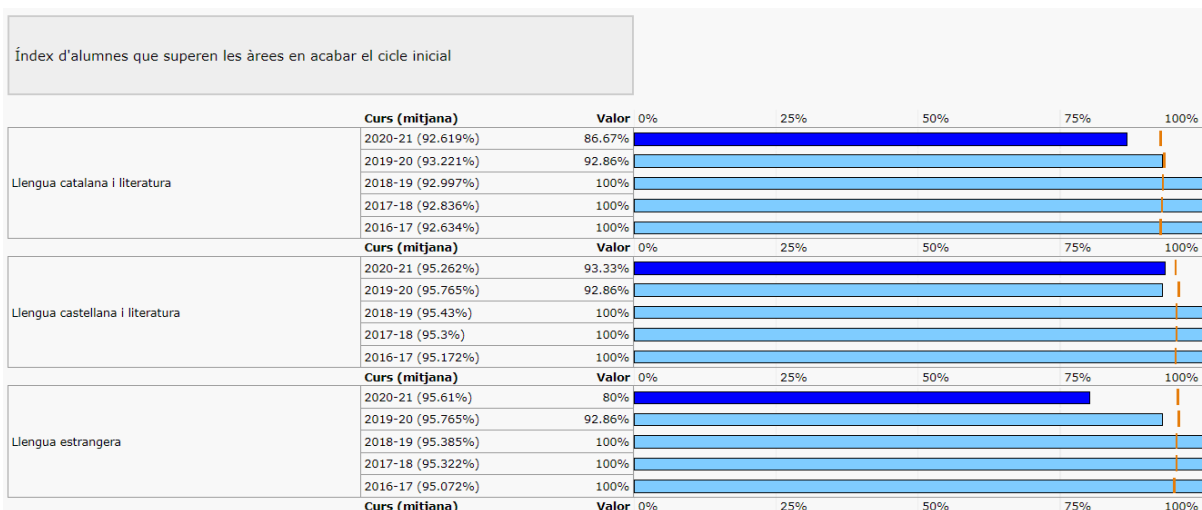 Índex d'alumnes que superen les àrees en acabar el cicle inicial
Curs (mitjana) Valor 0% 25% 50% 75% 100%
Llengua catalana i literatura
2020-21 (92.619%) 86.67%
2019-20 (93.221%) 92.86%
2018-19 (92.997%) 100%
2017-18 (92.836%) 100%
2016-17 (92.634%) 100%
Curs (mitjana) Valor 0% 25% 50% 75% 100%
Llengua castellana i literatura
2020-21 (95.262%) 93.33%
2019-20 (95.765%) 92.86%
2018-19 (95.43%) 100%
2017-18 (95.3%) 100%
2016-17 (95.172%) 100%
Curs (mitjana) Valor 0% 25% 50% 75% 100%
Llengua estrangera
2020-21 (95.61%) 80%
2019-20 (95.765%) 92.86%
2018-19 (95.385%) 100%
2017-18 (95.322%) 100%
2016-17 (95.072%) 100%
Curs (mitjana) Valor 0% 25% 50% 75% 100%